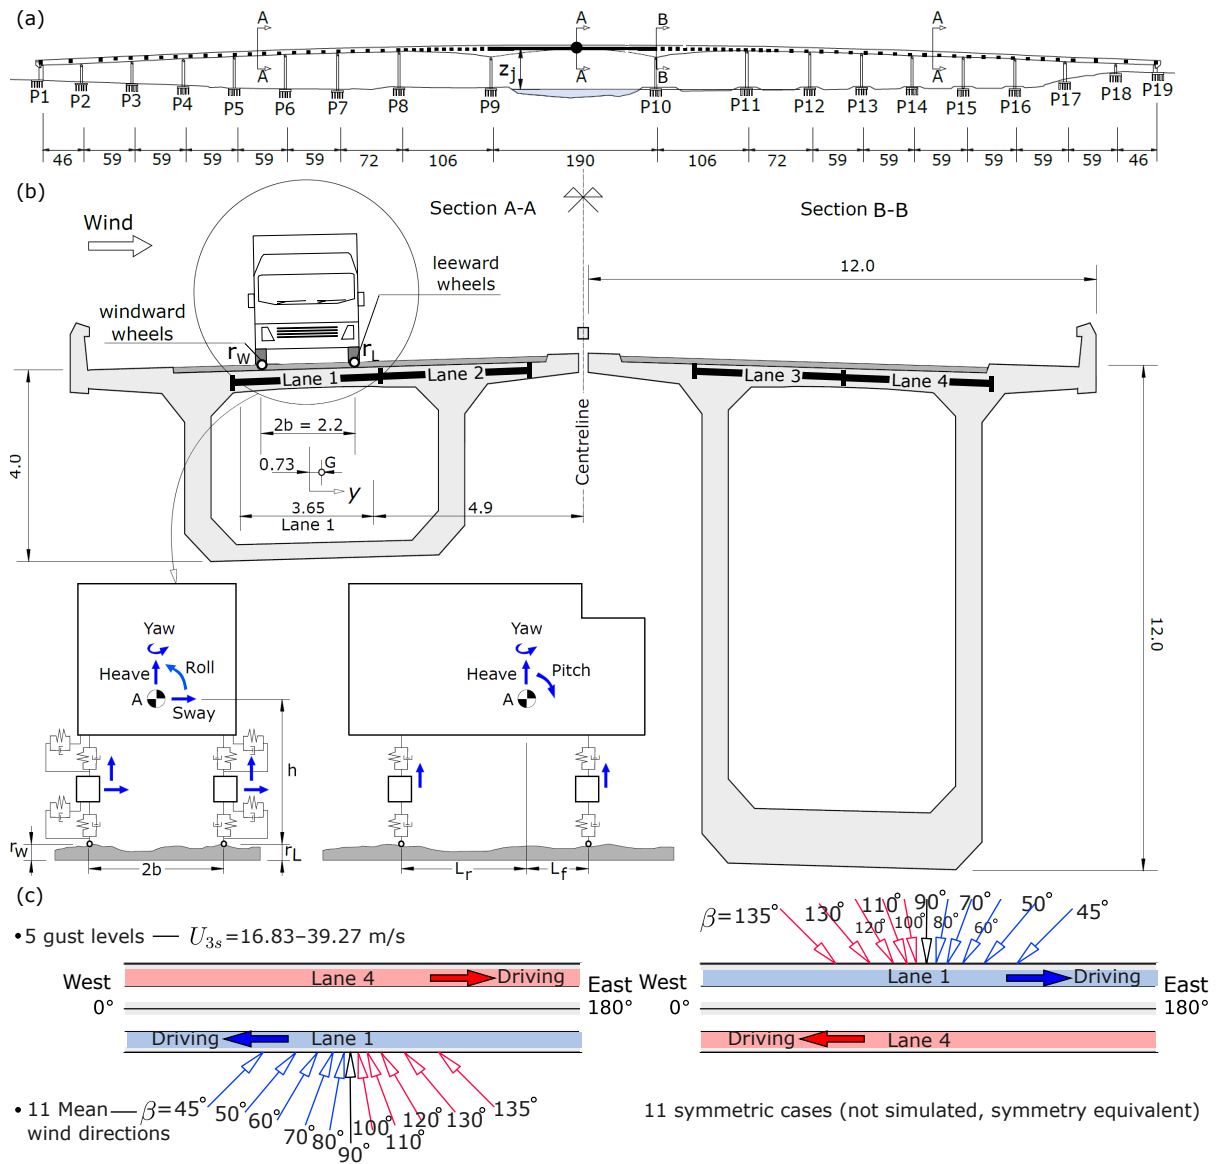 (a)
A A B A
A A B A
z_j
P1 P2 P3 P4 P5 P6 P7 P8 P9 P10 P11 P12 P13 P14 P15 P16 P17 P18 P19
46 59 59 59 59 59 72 106 190 106 72 59 59 59 59 59 59 46
(b)
Section A-A
Section B-B
Wind
leeward
wheels
12.0
windward
wheels
r_W
r_L
Lane 1
Lane 2
Lane 3
Lane 4
2b = 2.2
Centreline
4.0
0.73
G
y
3.65
4.9
Lane 1
12.0
Yaw
Heave
Roll
A
Sway
h
r_W
2b
r_L
Yaw
Heave
Pitch
A
L_r
L_f
(c)
• 5 gust levels — U_3s=16.83–39.27 m/s
West
Lane 4
Driving
East
0°
180°
Driving
Lane 1
• 11 Mean — β=45° 50° 60° 70° 80° 90° 100° 110° 120° 130° 135°
wind directions
β=135° 130° 120° 110° 100° 90° 80° 70° 60° 50° 45°
West
Lane 1
Driving
East
0°
180°
Driving
Lane 4
11 symmetric cases (not simulated, symmetry equivalent)